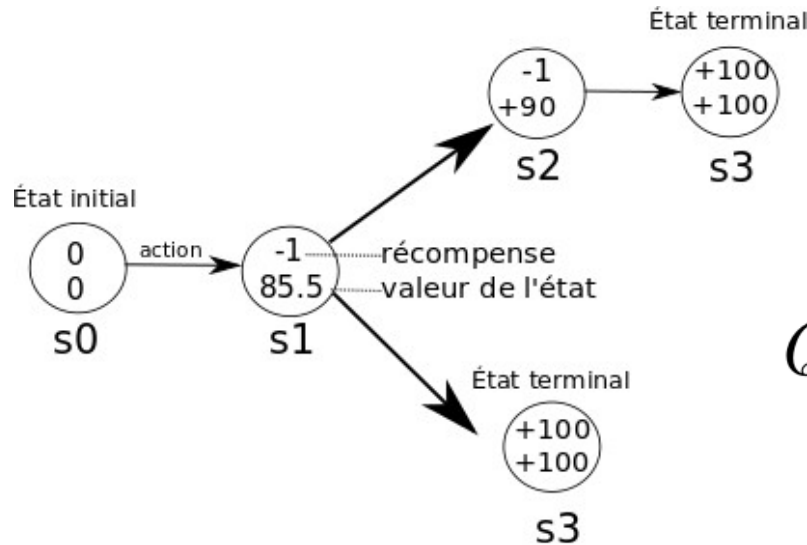 État terminal
+100
+100
s3
-1
+90
s2
État initial
0
0
s0
action
-1
récompense
85.5
valeur de l'état
s1
État terminal
+100
+100
s3